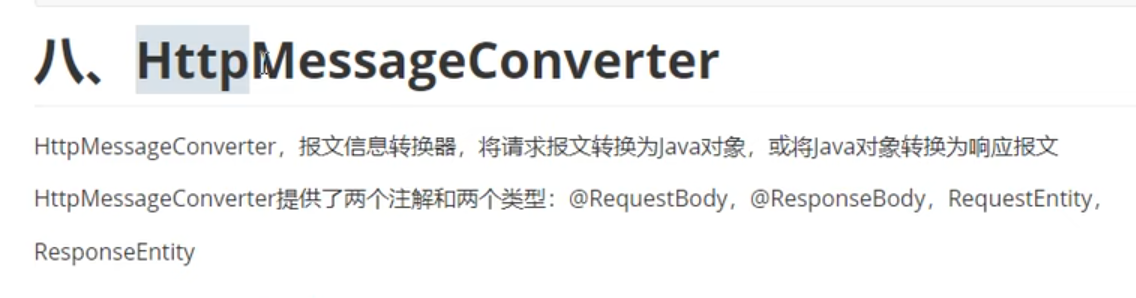 八、HttpMessageConverter
HttpMessageConverter，报文信息转换器，将请求报文转换为Java对象，或将Java对象转换为响应报文
HttpMessageConverter提供了两个注解和两个类型：@RequestBody，@ResponseBody，RequestEntity，
ResponseEntity